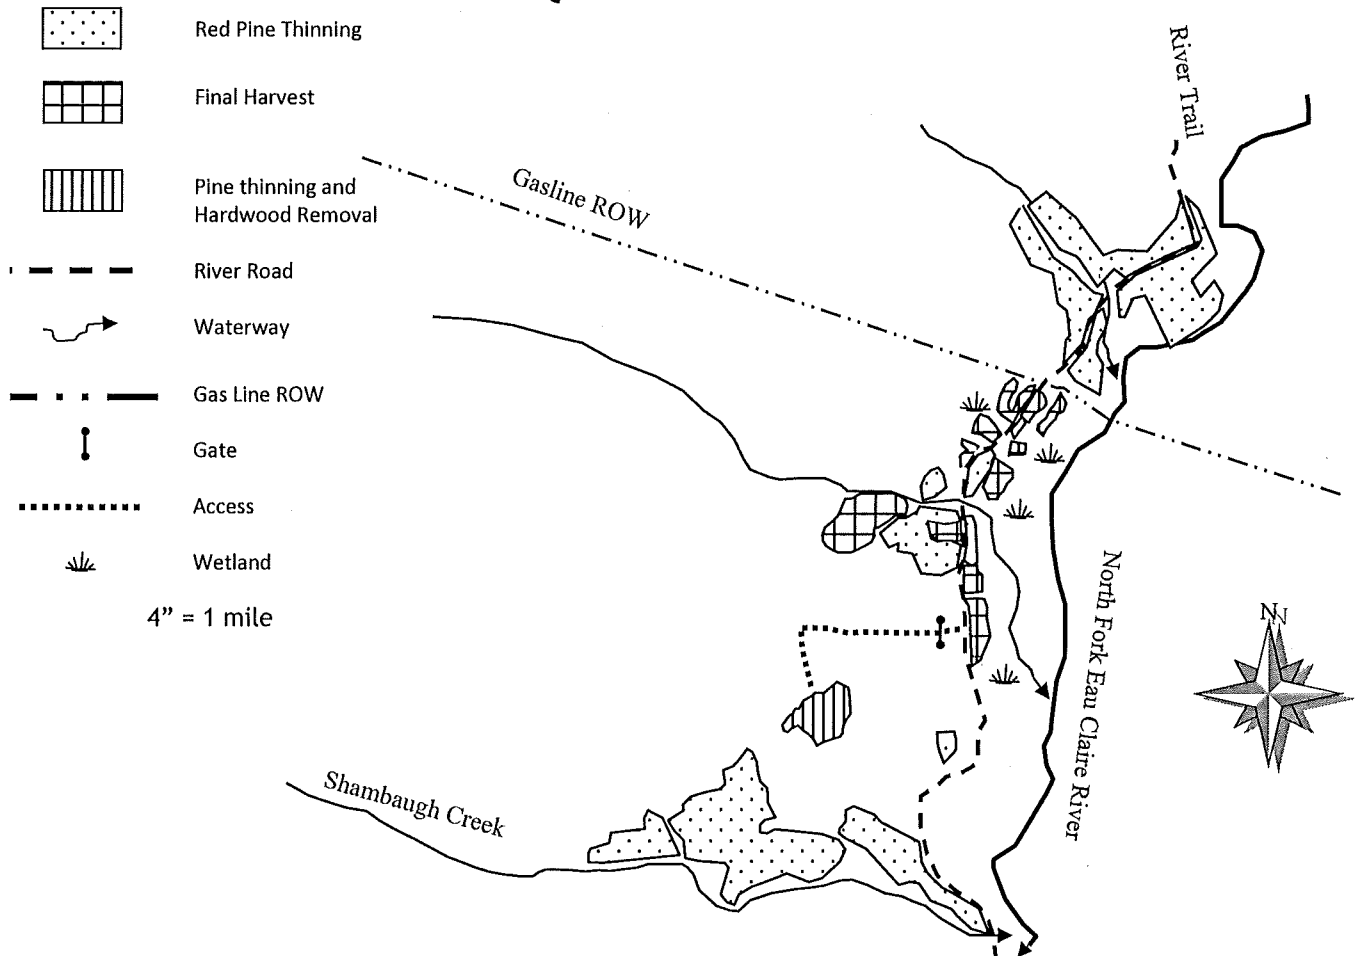 Red Pine Thinning
Final Harvest
Pine thinning and
Hardwood Removal
River Road
Waterway
Gas Line ROW
Gate
Access
Wetland
4” = 1 mile
River Trail
Gasline ROW
North Fork Eau Claire River
Shambaugh Creek
N
N